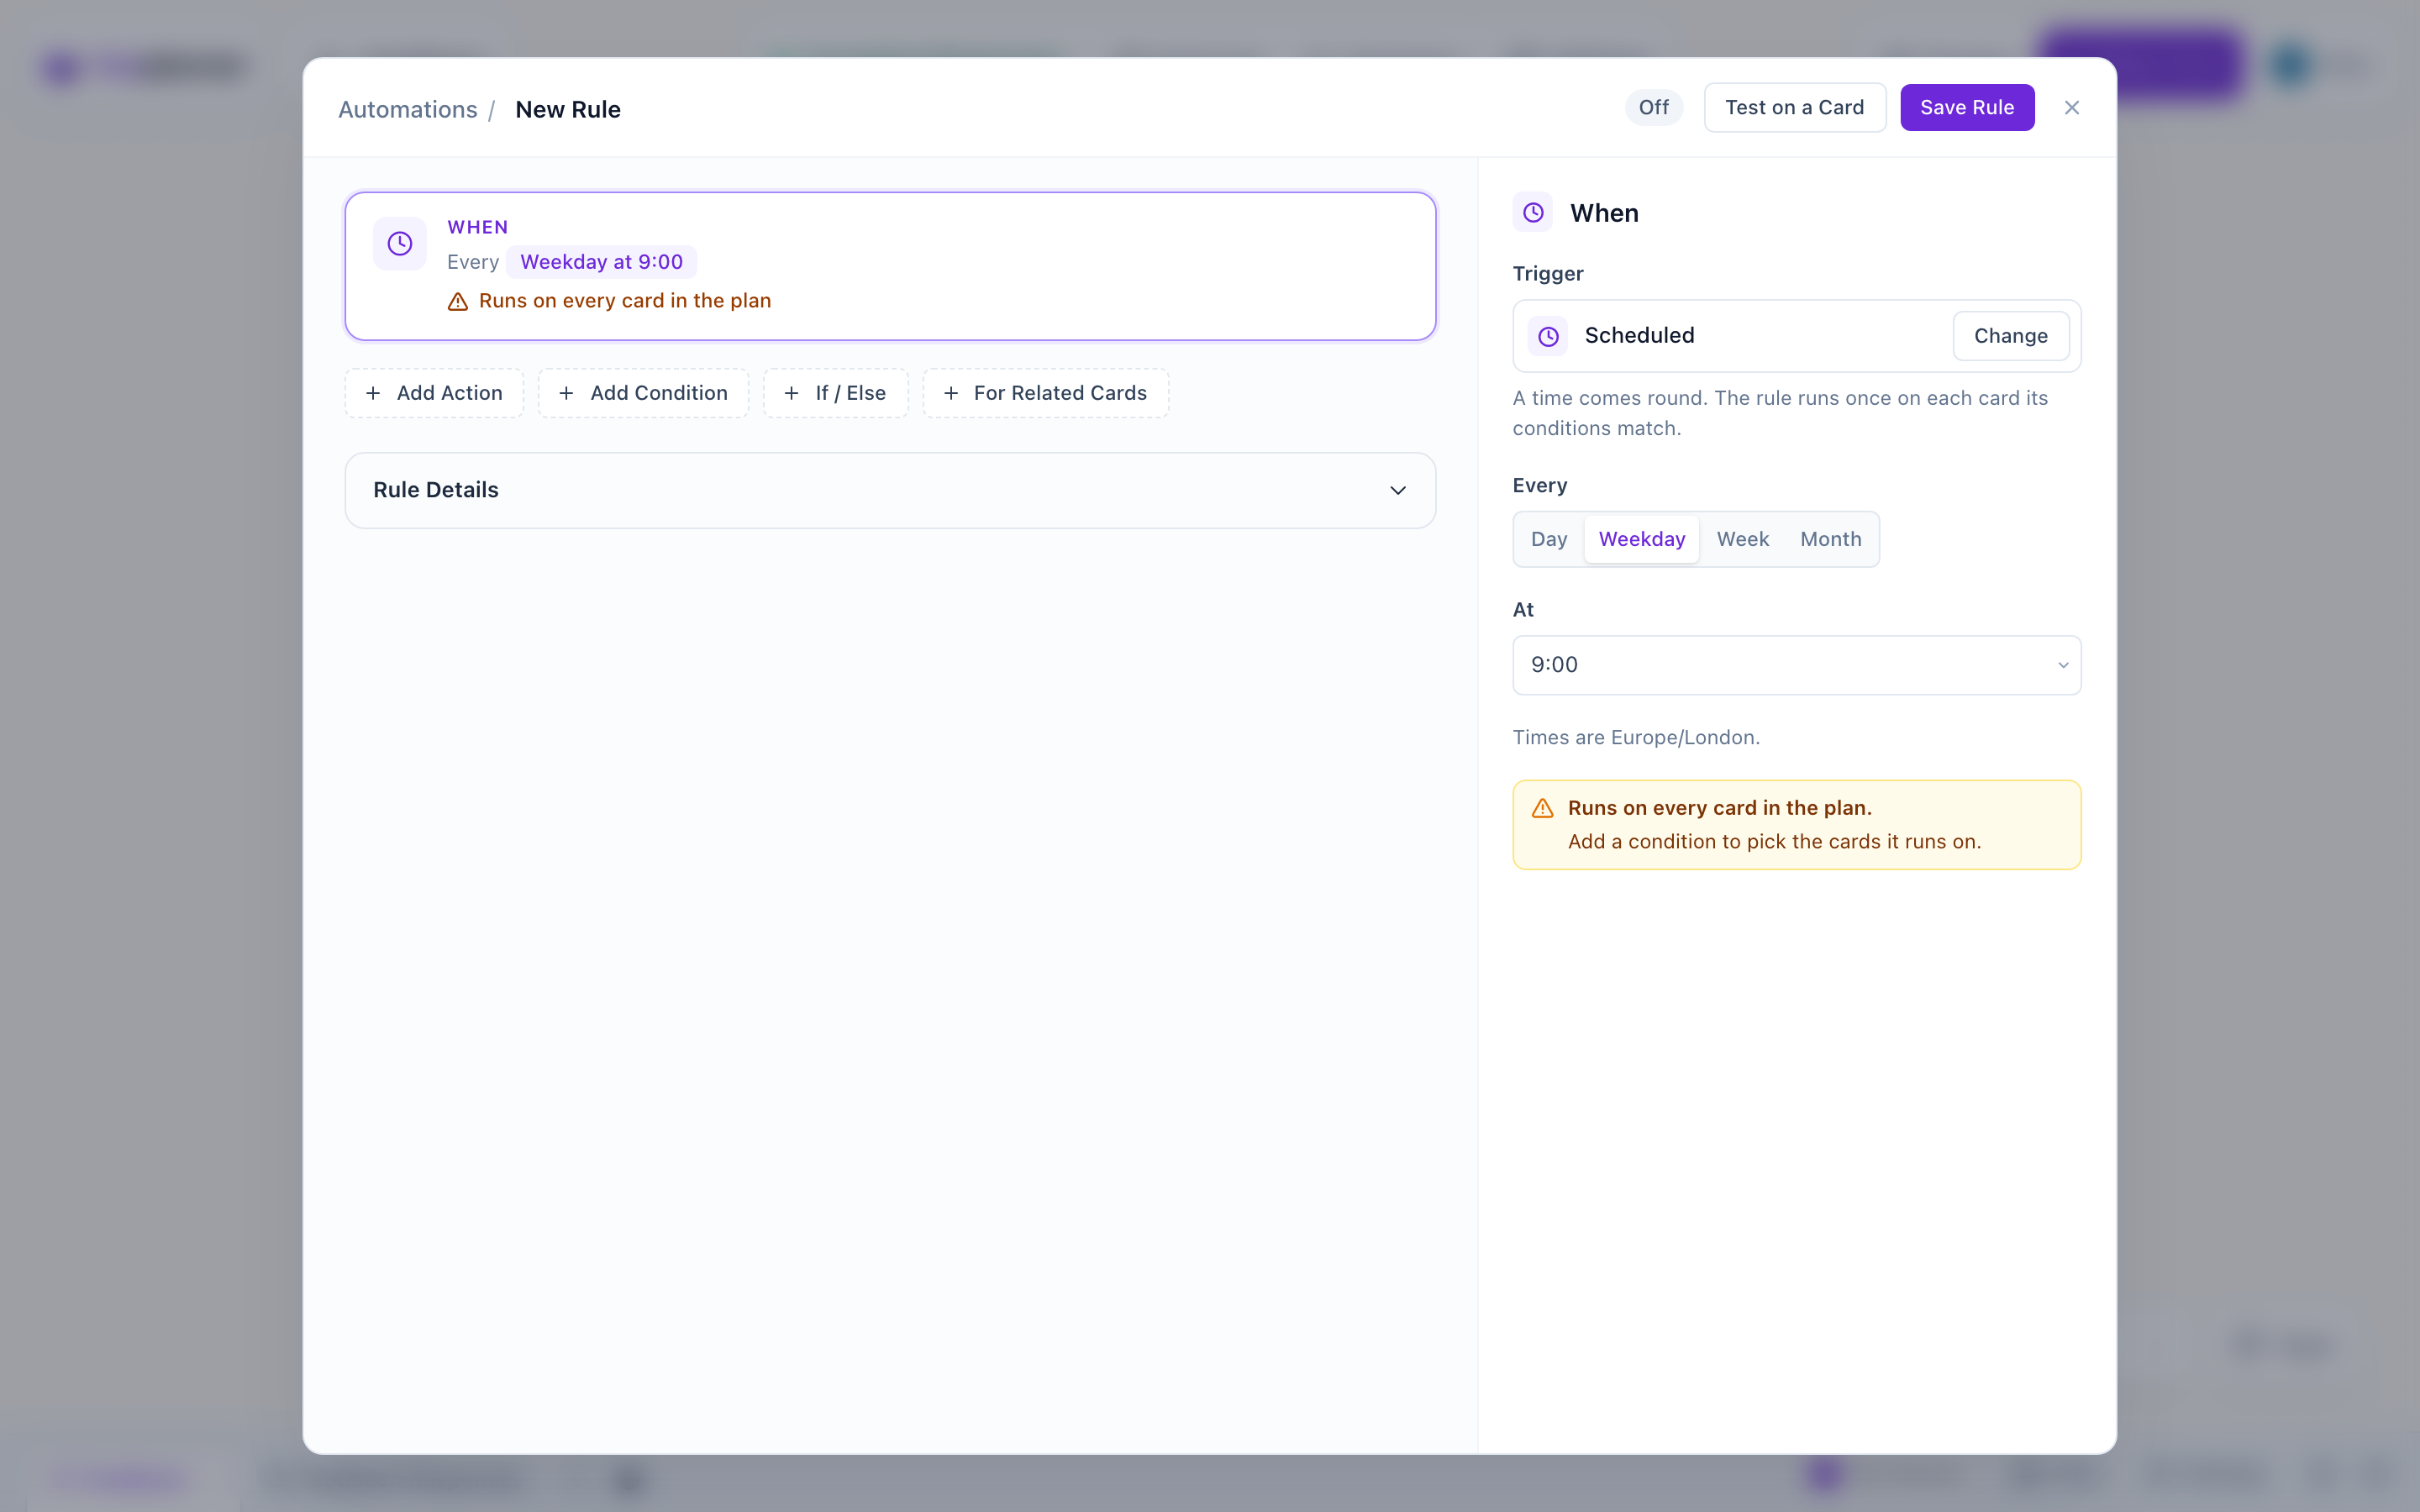 Automations / New Rule
Off
Test on a Card
Save Rule
WHEN
Every Weekday at 9:00
Runs on every card in the plan
+ Add Action
+ Add Condition
+ If / Else
+ For Related Cards
Rule Details
When
Trigger
Scheduled
Change
A time comes round. The rule runs once on each card its
conditions match.
Every
Day Weekday Week Month
At
9:00
Times are Europe/London.
Runs on every card in the plan.
Add a condition to pick the cards it runs on.